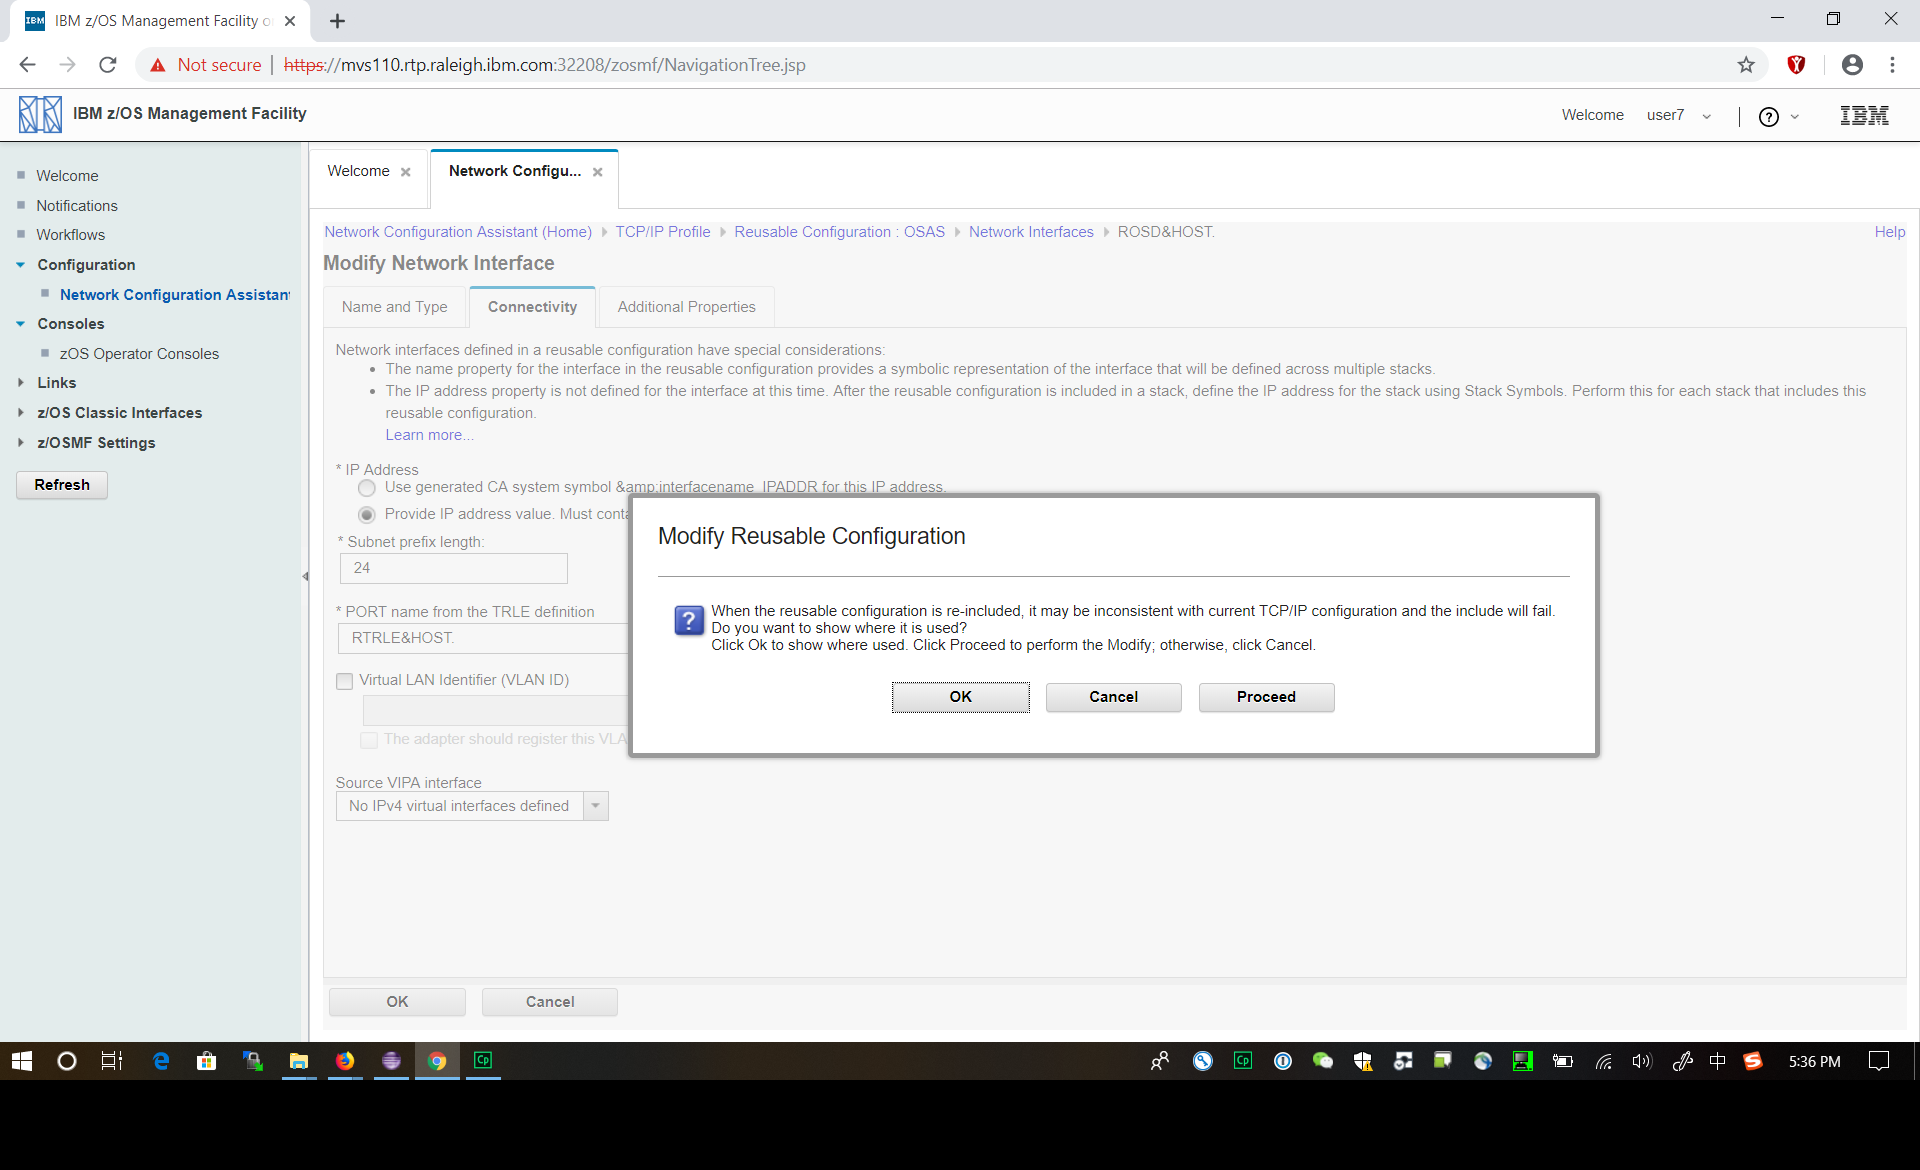 IBM
IBM z/OS Management Facility o
Not secure
https://mvs110.rtp.raleigh.ibm.com:32208/zosmf/NavigationTree.jsp
IBM z/OS Management Facility
Welcome user7
IBM
Welcome
Notifications
Workflows
Configuration
Network Configuration Assistant
Consoles
zOS Operator Consoles
Links
z/OS Classic Interfaces
z/OSMF Settings
Refresh
Welcome
Network Configu...
Network Configuration Assistant (Home) TCP/IP Profile Reusable Configuration : OSAS Network Interfaces ROSD&HOST. Help
Modify Network Interface
Name and Type Connectivity Additional Properties
Network interfaces defined in a reusable configuration have special considerations:
• The name property for the interface in the reusable configuration provides a symbolic representation of the interface that will be defined across multiple stacks.
• The IP address property is not defined for the interface at this time. After the reusable configuration is included in a stack, define the IP address for the stack using Stack Symbols. Perform this for each stack that includes this
reusable configuration.
Learn more...
* IP Address
Use generated CA system symbol &amp;interfacename_IPADDR for this IP address.
Provide IP address value. Must conta
* Subnet prefix length:
24
* PORT name from the TRLE definition
RTRLE&HOST.
Virtual LAN Identifier (VLAN ID)
The adapter should register this VLA
Source VIPA interface
No IPv4 virtual interfaces defined
OK Cancel
Modify Reusable Configuration
?
When the reusable configuration is re-included, it may be inconsistent with current TCP/IP configuration and the include will fail.
Do you want to show where it is used?
Click Ok to show where used. Click Proceed to perform the Modify; otherwise, click Cancel.
OK Cancel Proceed
Cp
Cp
中
5:36 PM